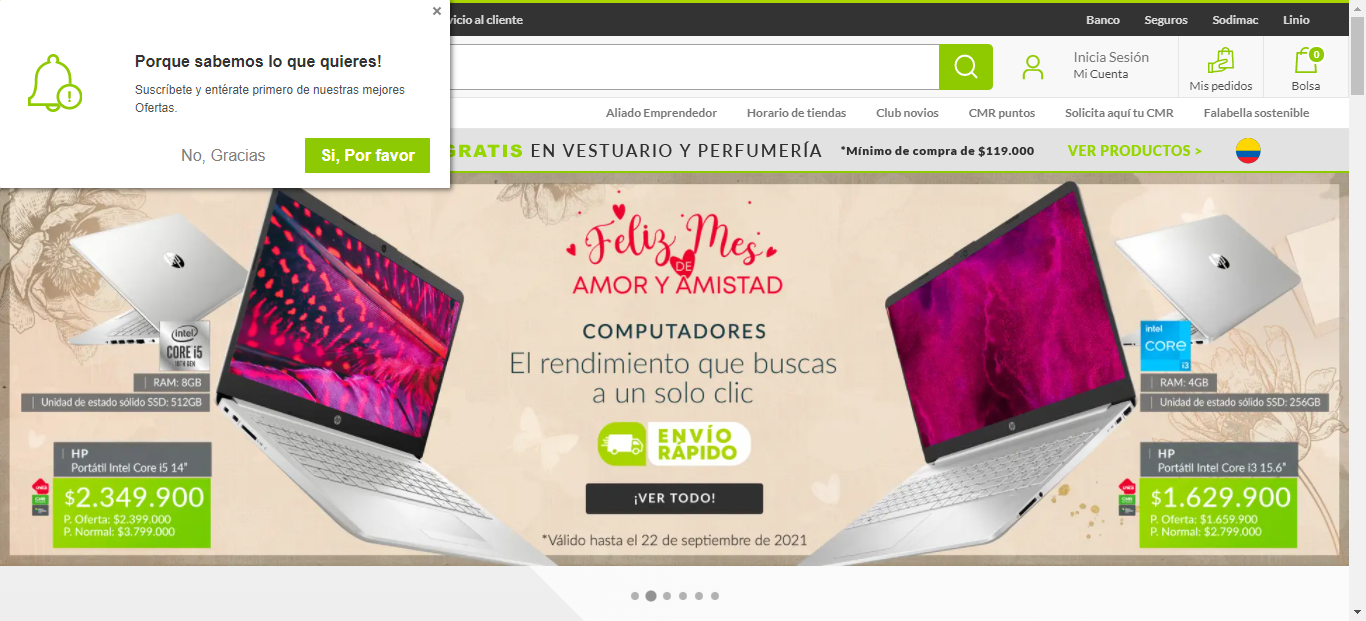 ×
Porque sabemos lo que quieres!
Suscríbete y entérate primero de nuestras mejores
Ofertas.
No, Gracias
Si, Por favor
vicio al cliente
Banco
Seguros
Sodimac
Linio
Inicia Sesión
Mi Cuenta
Mis pedidos
0
Bolsa
Aliado Emprendedor
Horario de tiendas
Club novios
CMR puntos
Solicita aquí tu CMR
Falabella sostenible
GRATIS EN VESTUARIO Y PERFUMERÍA
*Mínimo de compra de $119.000
VER PRODUCTOS >
Feliz Mes
DE
AMOR Y AMISTAD
COMPUTADORES
El rendimiento que buscas
a un solo clic
ENVÍO
RÁPIDO
¡VER TODO!
*Válido hasta el 22 de septiembre de 2021
hp
intel
CORE i5
10TH GEN
RAM: 8GB
Unidad de estado sólido SSD: 512GB
HP
Portátil Intel Core i5 14"
$2.349.900
P. Oferta: $2.399.000
P. Normal: $3.799.000
hp
intel
CORE
i3
RAM: 4GB
Unidad de estado sólido SSD: 256GB
HP
Portátil Intel Core i3 15.6"
$1.629.900
P. Oferta: $1.659.900
P. Normal: $2.799.000